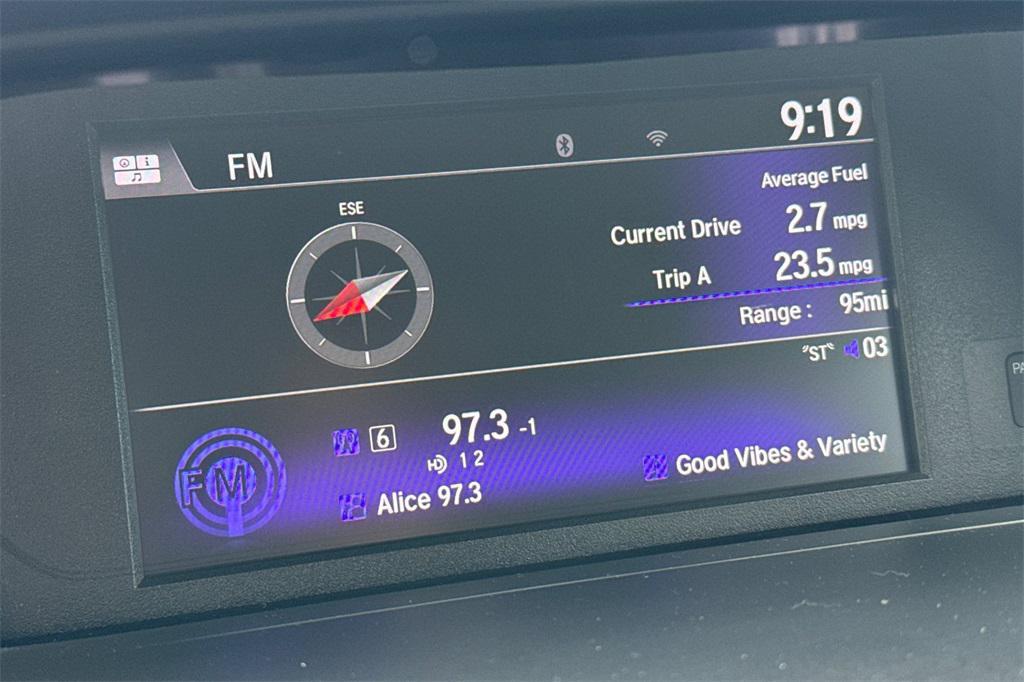 9:19
i
FM
Average Fuel
ESE
Current Drive 2.7 mpg
Trip A 23.5 mpg
Range : 95mi
"ST" 03
6 97.3 -1
HD 1 2
FM
Good Vibes & Variety
Alice 97.3
PA